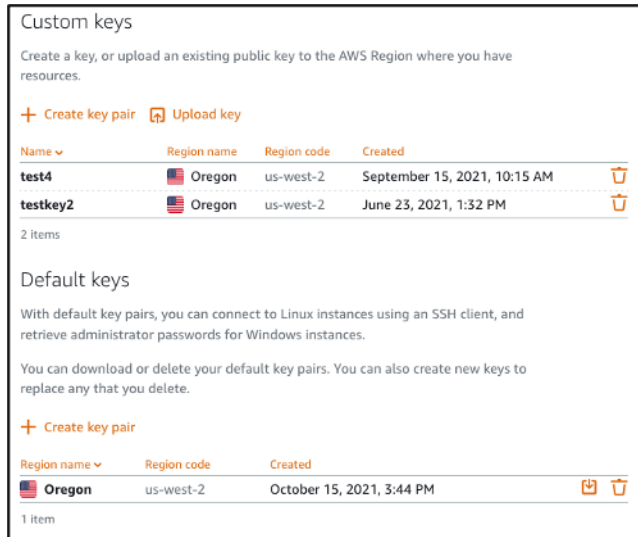 Custom keys
Create a key, or upload an existing public key to the AWS Region where you have
resources.
Create key pair Upload key
Name Region name Region code Created
test4 Oregon us-west-2 September 15, 2021, 10:15 AM
testkey2 Oregon us-west-2 June 23, 2021, 1:32 PM
2 items
Default keys
With default key pairs, you can connect to Linux instances using an SSH client, and
retrieve administrator passwords for Windows instances.
You can download or delete your default key pairs. You can also create new keys to
replace any that you delete.
Create key pair
Region name Region code Created
Oregon us-west-2 October 15, 2021, 3:44 PM
1 item